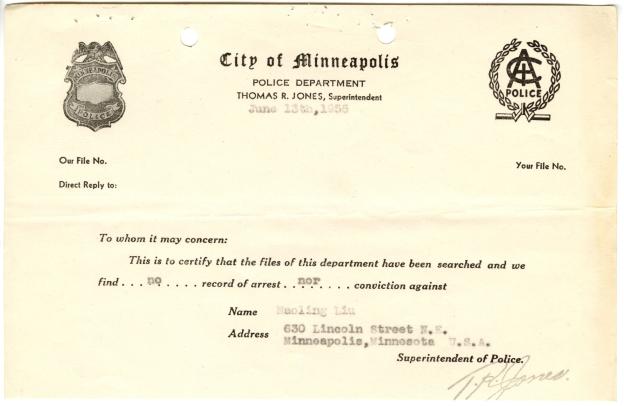 City of Minneapolis
POLICE DEPARTMENT
THOMAS R. JONES, Superintendent
June 13th,1955
MINNEAPOLIS
POLICE
POLICE
Our File No.
Your File No.
Direct Reply to:
To whom it may concern:
This is to certify that the files of this department have been searched and we
find . . . no . . . . . record of arrest . nor . . . . . . . conviction against
Name Naoling Liu
Address 630 Lincoln Street N.E.
Minneapolis,Minnesota U.S.A.
Superintendent of Police.
T.R. Jones.